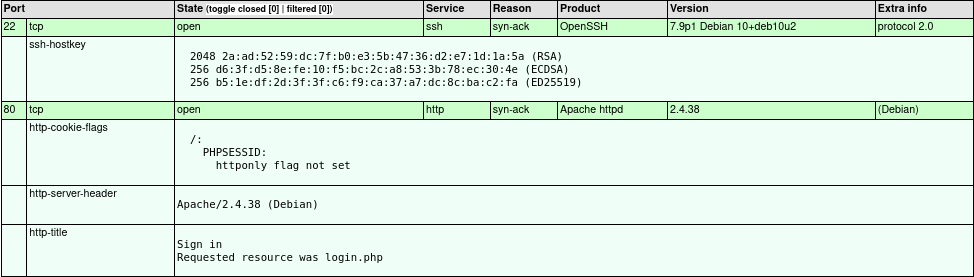 Port State (toggle closed [0] | filtered [0]) Service Reason Product Version Extra info
22 tcp open ssh syn-ack OpenSSH 7.9p1 Debian 10+deb10u2 protocol 2.0
ssh-hostkey
2048 2a:ad:52:59:dc:7f:b0:e3:5b:47:36:d2:e7:1d:1a:5a (RSA)
256 d6:3f:d5:8e:fe:10:f5:bc:2c:a8:53:3b:78:ec:30:4e (ECDSA)
256 b5:1e:df:2d:3f:3f:c6:f9:ca:37:a7:dc:8c:ba:c2:fa (ED25519)
80 tcp open http syn-ack Apache httpd 2.4.38 (Debian)
http-cookie-flags
/:
PHPSESSID:
httponly flag not set
http-server-header
Apache/2.4.38 (Debian)
http-title
Sign in
Requested resource was login.php